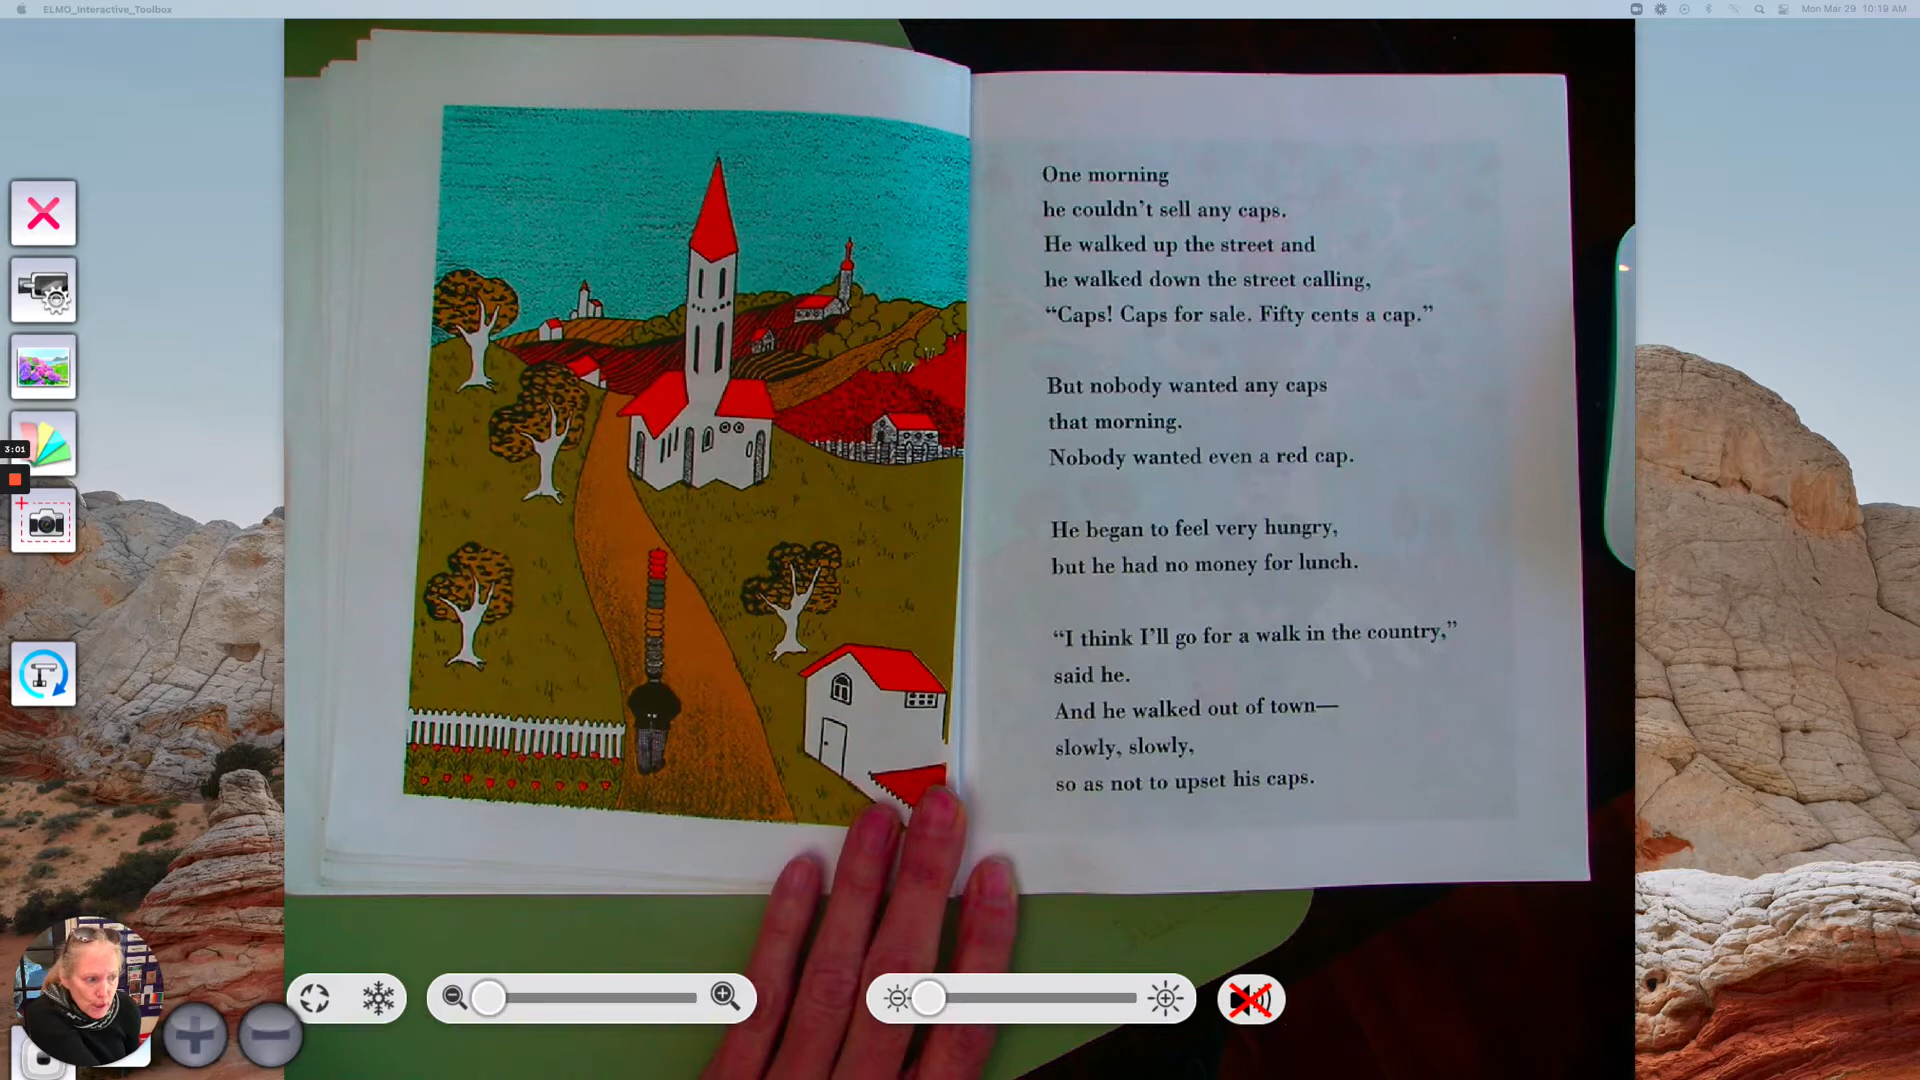 ELMO_Interactive_Toolbox
Mon Mar 29 10:19 AM
One morning
he couldn't sell any caps.
He walked up the street and
he walked down the street calling,
“Caps! Caps for sale. Fifty cents a cap.”
But nobody wanted any caps
that morning.
Nobody wanted even a red cap.
He began to feel very hungry,
but he had no money for lunch.
“I think I'll go for a walk in the country,”
said he.
And he walked out of town—
slowly, slowly,
so as not to upset his caps.
3:01